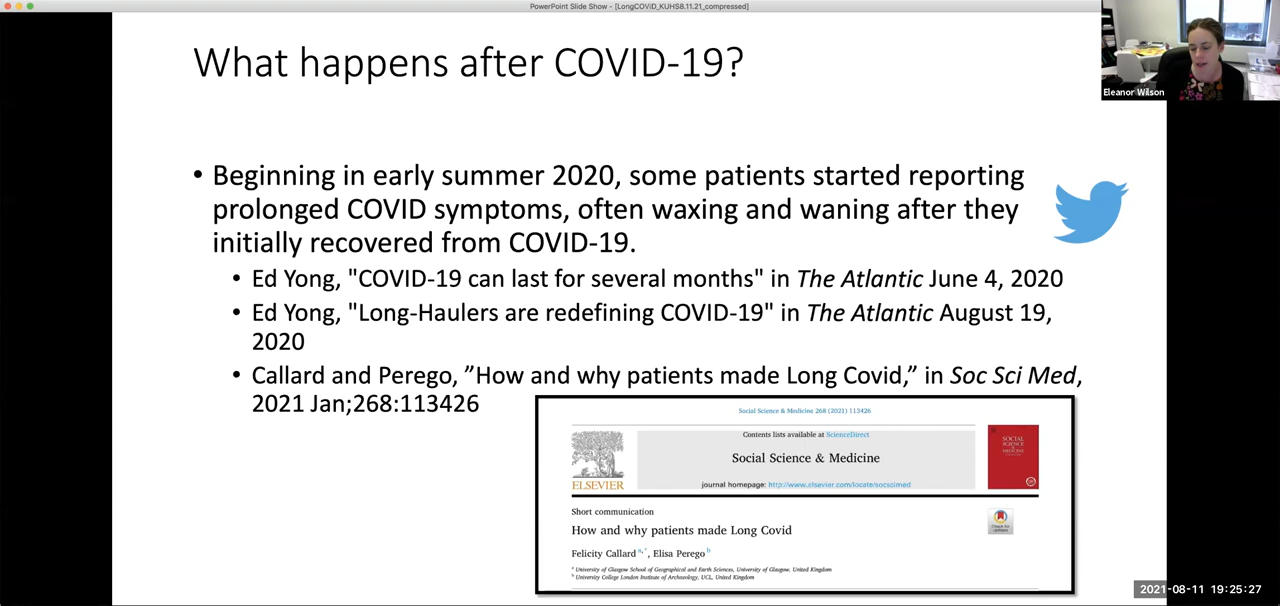 PowerPoint Slide Show - [LongCOViD_KUHS8.11.21_compressed]
What happens after COVID-19?
Eleanor Wilson
• Beginning in early summer 2020, some patients started reporting
prolonged COVID symptoms, often waxing and waning after they
initially recovered from COVID-19.
• Ed Yong, "COVID-19 can last for several months" in The Atlantic June 4, 2020
• Ed Yong, "Long-Haulers are redefining COVID-19" in The Atlantic August 19,
2020
• Callard and Perego, ”How and why patients made Long Covid,” in Soc Sci Med,
2021 Jan;268:113426
Social Science & Medicine 268 (2021) 113426
Contents lists available at ScienceDirect
Social Science & Medicine
journal homepage: http://www.elsevier.com/locate/socscimed
ELSEVIER
SOCIAL
SCIENCE
& MEDICINE
Short communication
How and why patients made Long Covid
Check for
updates
Felicity Callard a,*, Elisa Perego b
a University of Glasgow School of Geographical and Earth Sciences, University of Glasgow, United Kingdom
b University College London Institute of Archaeology, UCL, United Kingdom
2021-08-11 19:25:27